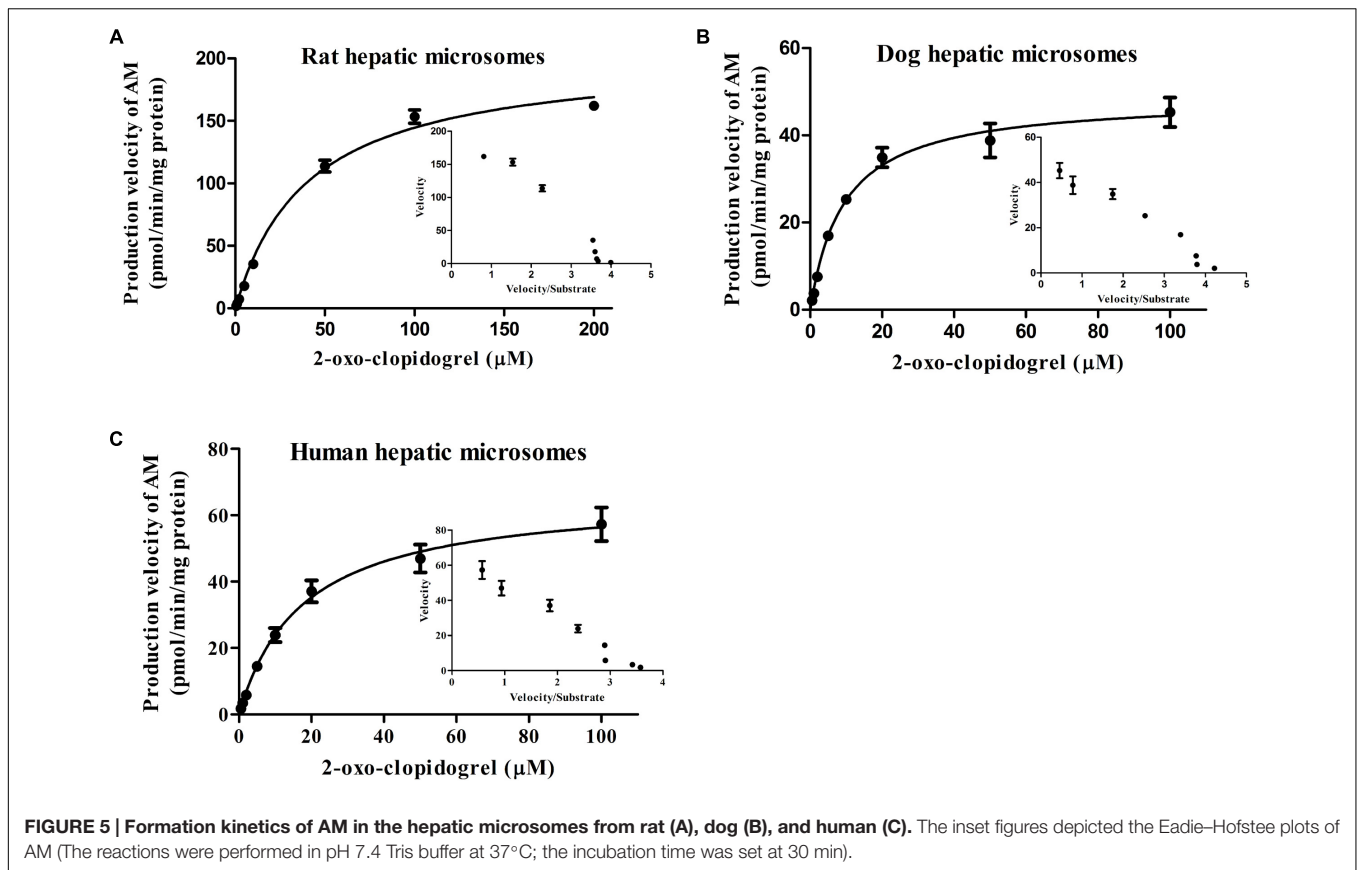 A
Rat hepatic microsomes
Production velocity of AM
(pmol/min/mg protein)
200
150
100
50
0
0 50 100 150 200
2-oxo-clopidogrel (μM)
Velocity
200
150
100
50
0
0 1 2 3 4 5
Velocity/Substrate
B
Dog hepatic microsomes
Production velocity of AM
(pmol/min/mg protein)
60
40
20
0
0 20 40 60 80 100
2-oxo-clopidogrel (μM)
Velocity
60
40
20
0
0 1 2 3 4 5
Velocity/Substrate
C
Human hepatic microsomes
Production velocity of AM
(pmol/min/mg protein)
80
60
40
20
0
0 20 40 60 80 100
2-oxo-clopidogrel (μM)
Velocity
80
60
40
20
0
0 1 2 3 4
Velocity/Substrate
FIGURE 5 | Formation kinetics of AM in the hepatic microsomes from rat (A), dog (B), and human (C). The inset figures depicted the Eadie–Hofstee plots of
AM (The reactions were performed in pH 7.4 Tris buffer at 37°C; the incubation time was set at 30 min).